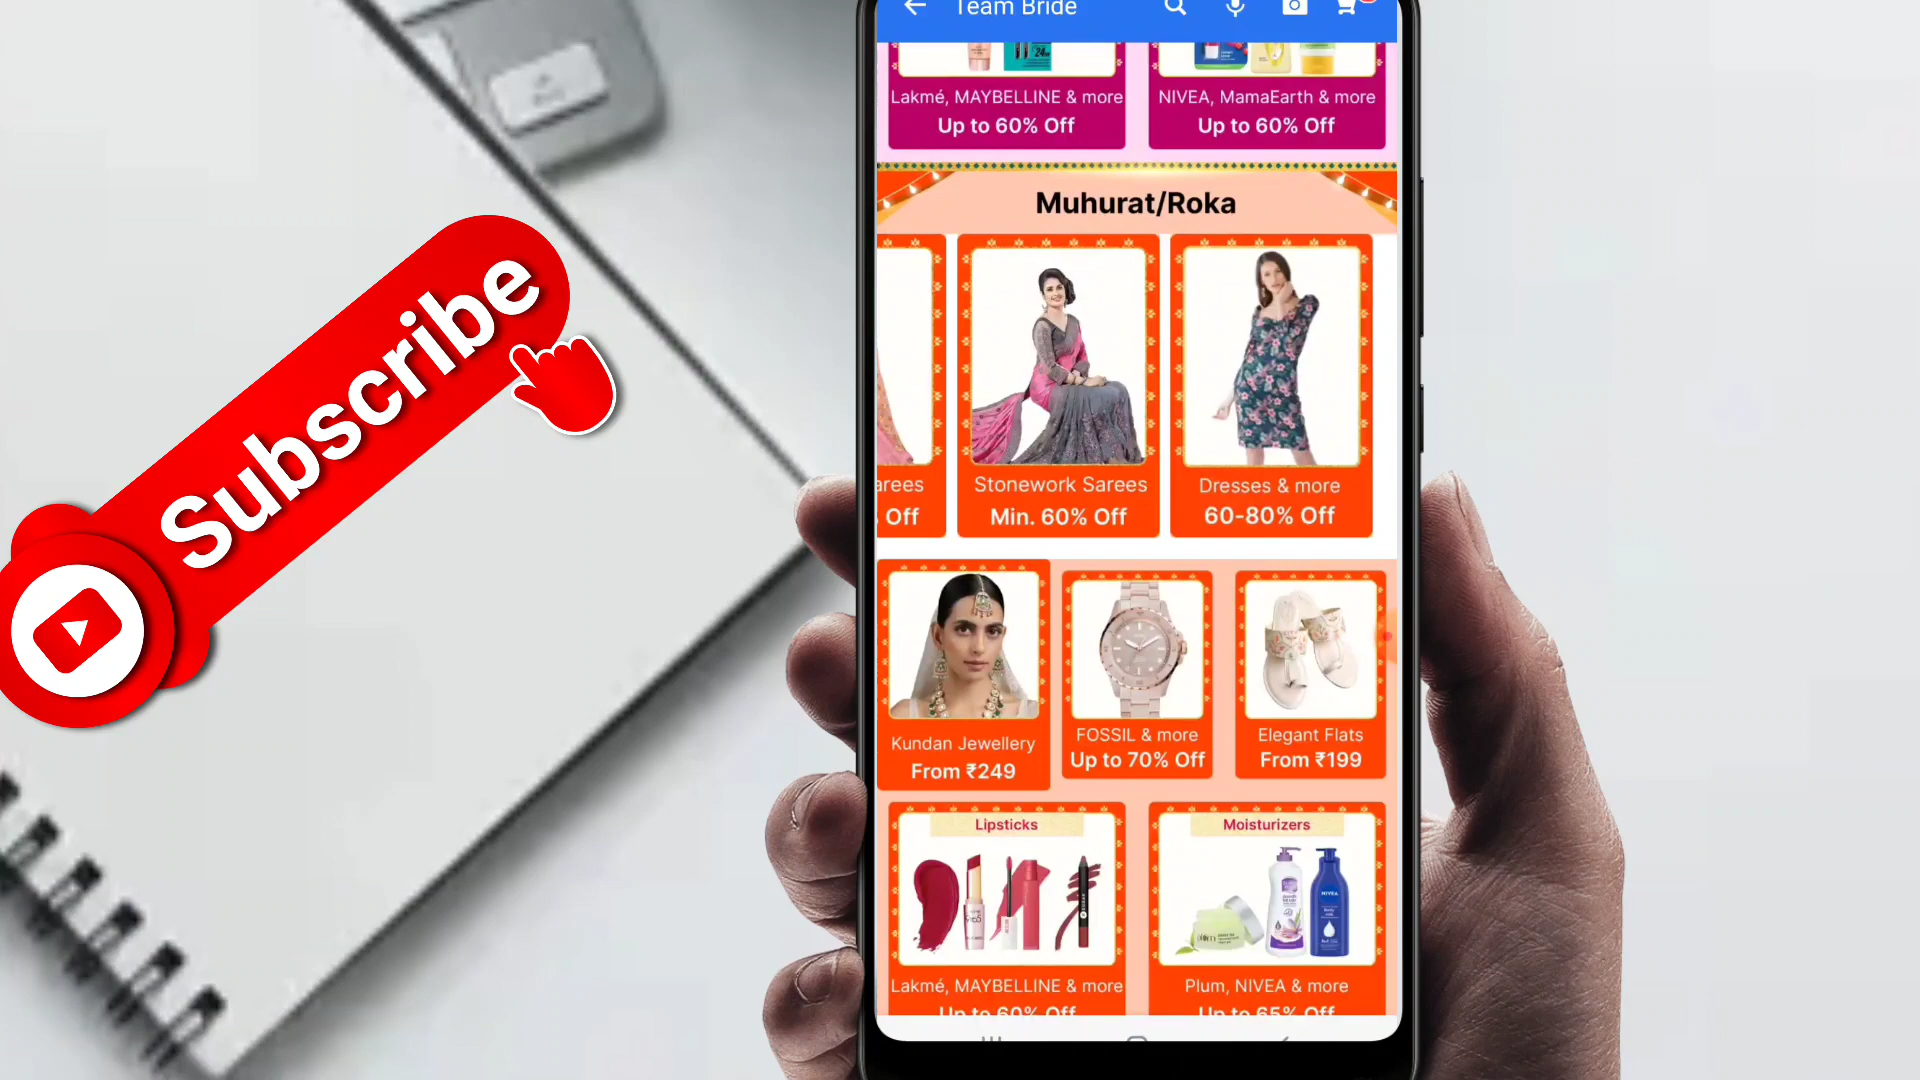 Team Bride
24
Lakmé, MAYBELLINE & more
Up to 60% Off
NIVEA, MamaEarth & more
Up to 60% Off
Muhurat/Roka
arees
Off
Stonework Sarees
Min. 60% Off
Dresses & more
60-80% Off
Kundan Jewellery
From ₹249
FOSSIL & more
Up to 70% Off
Elegant Flats
From ₹199
Lipsticks
Moisturizers
NIVEA
Lakmé, MAYBELLINE & more
Up to 60% Off
Plum, NIVEA & more
Up to 65% Off
Subscribe